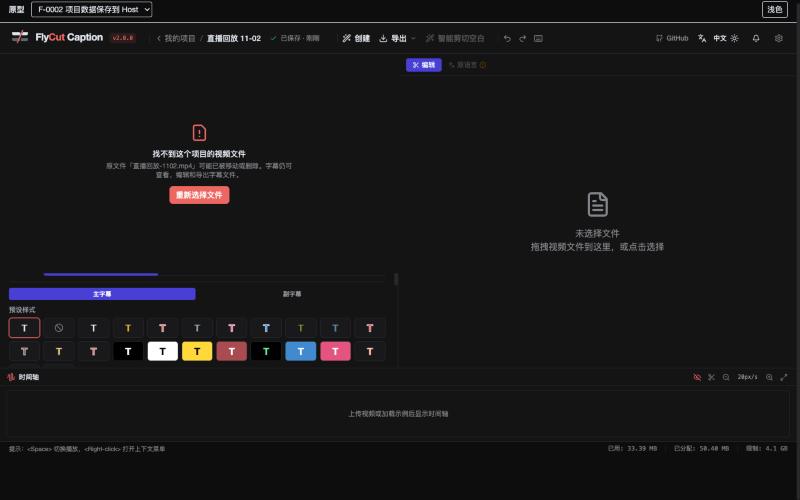 原型 F-0002 项目数据保存到 Host 浅色
FlyCut Caption v2.0.0 我的项目 / 直播回放 11-02 已保存 · 刚刚 创建 导出 智能剪切空白 GitHub 中文
编辑 原语言
找不到这个项目的视频文件
原文件「直播回放-1102.mp4」可能已被移动或删除。字幕仍可
查看、编辑和导出字幕文件。
重新选择文件
未选择文件
拖拽视频文件到这里，或点击选择
主字幕 副字幕
预设样式
T T T T T T T T T T
T T T T T T T T T T T
时间轴 20px/s
上传视频或加载示例后显示时间轴
提示: <Space> 切换播放, <Right-click> 打开上下文菜单 已用: 33.39 MB 已分配: 50.40 MB 限制: 4.1 GB